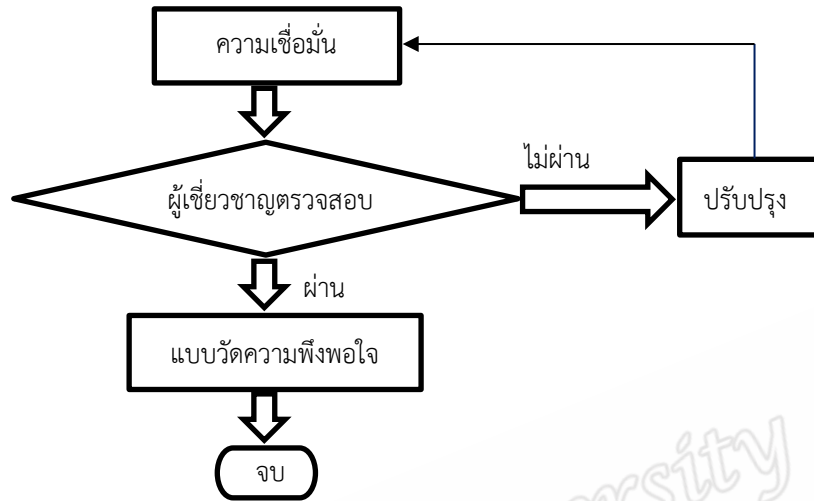 ความเชื่อมั่น
ผู้เชี่ยวชาญตรวจสอบ
ไม่ผ่าน
ปรับปรุง
ผ่าน
แบบวัดความพึงพอใจ
จบ
ersity